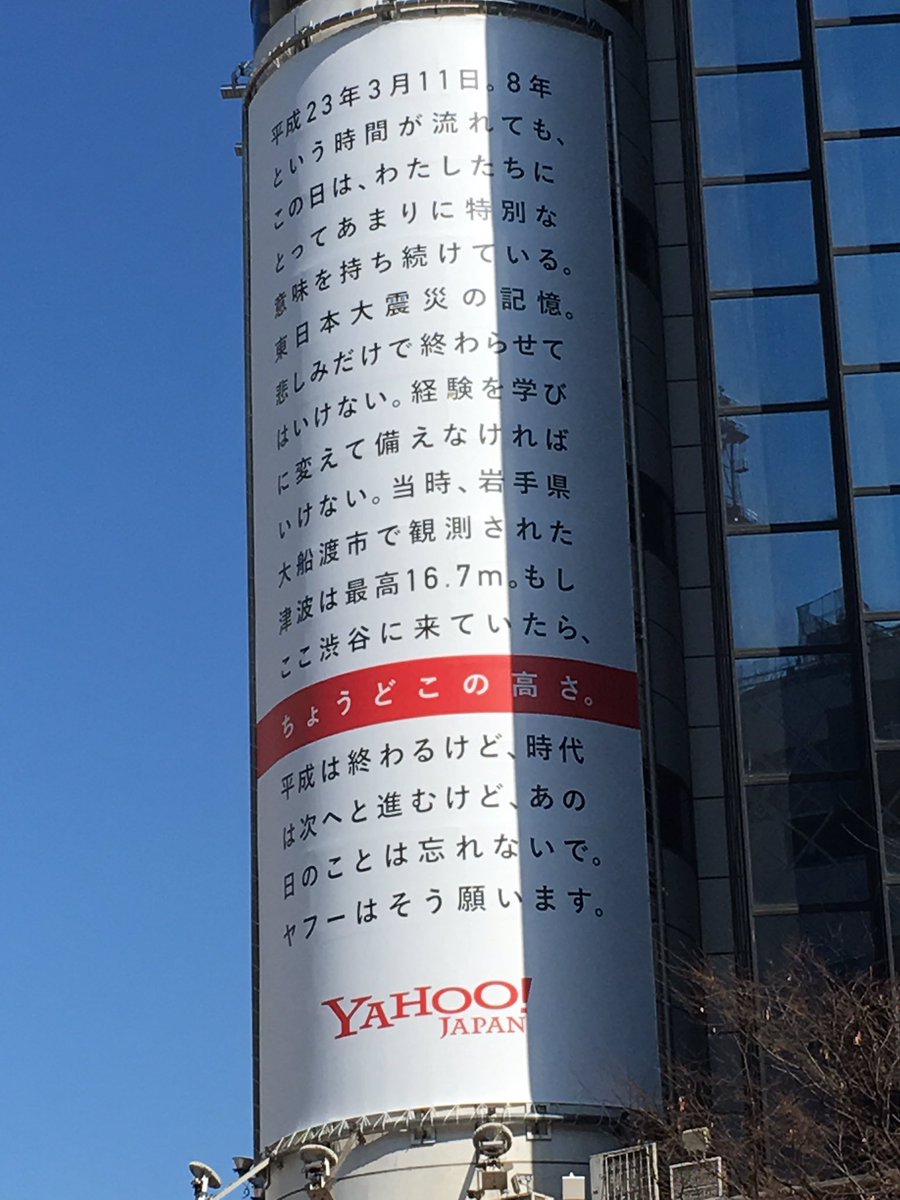 平成23年3月11日。8年
という時間が流れても、
この日は、わたしたちに
とってあまりに特別な
意味を持ち続けている。
東日本大震災の記憶。
悲しみだけで終わらせて
はいけない。経験を学び
に変えて備えなければ
いけない。当時、岩手県
大船渡市で観測された
津波は最高16.7m。もし
ここ渋谷に来ていたら、
ちょうどこの高さ。
平成は終わるけど、時代
は次へと進むけど、あの
日のことは忘れないで。
ヤフーはそう願います。
YAHOO!
JAPAN